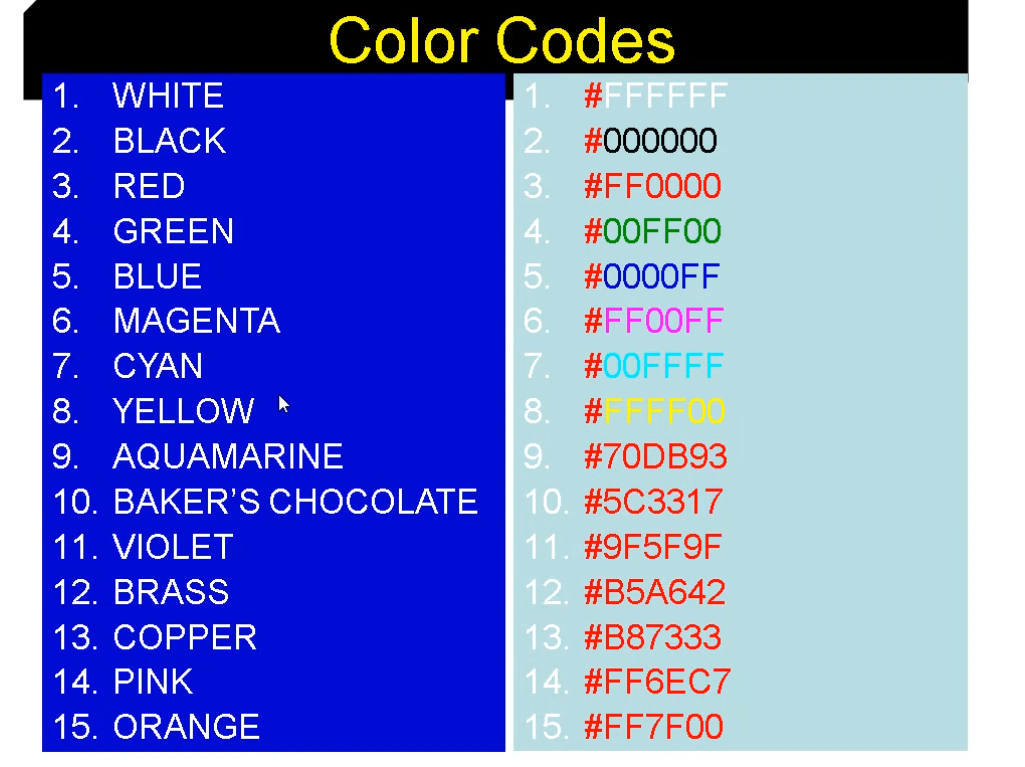 Color Codes
1. WHITE
2. BLACK
3. RED
4. GREEN
5. BLUE
6. MAGENTA
7. CYAN
8. YELLOW
9. AQUAMARINE
10. BAKER’S CHOCOLATE
11. VIOLET
12. BRASS
13. COPPER
14. PINK
15. ORANGE
1. #FFFFFF
2. #000000
3. #FF0000
4. #00FF00
5. #0000FF
6. #FF00FF
7. #00FFFF
8. #FFFF00
9. #70DB93
10. #5C3317
11. #9F5F9F
12. #B5A642
13. #B87333
14. #FF6EC7
15. #FF7F00